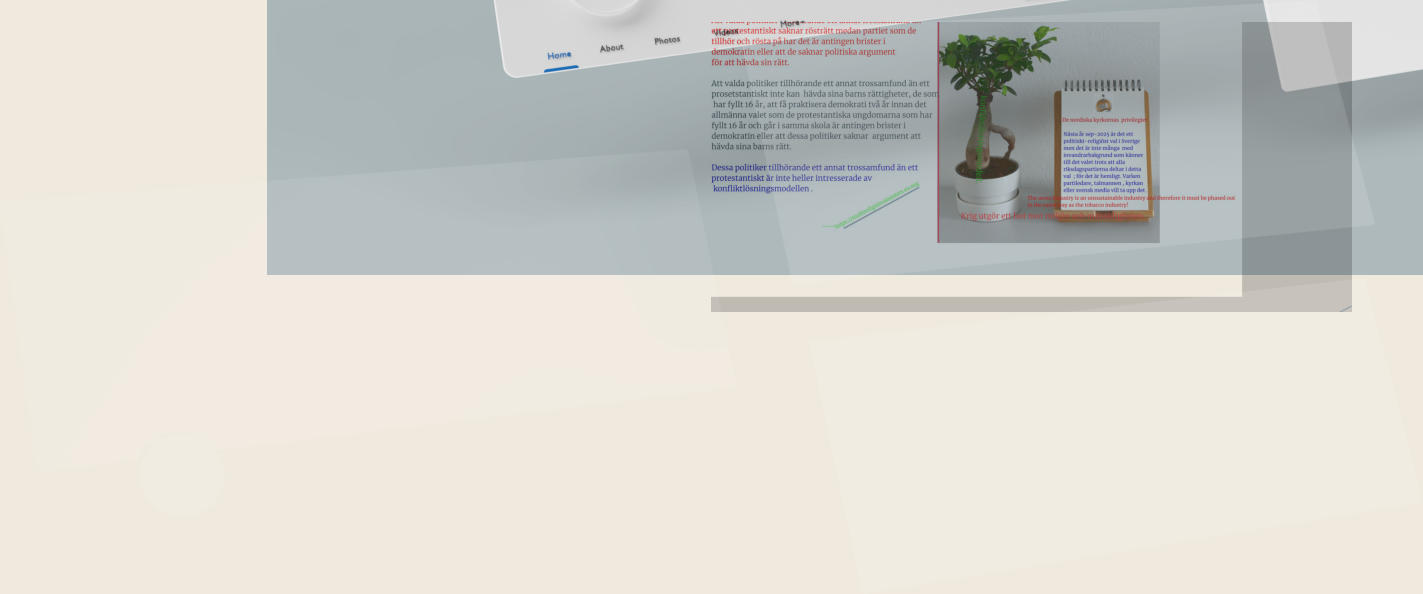 Home
About
Photos
Videos
More
ett protestantiskt saknar rösträtt medan partiet som de
tillhör och rösta på har det är antingen brister i
demokratin eller att de saknar politiska argument
för att hävda sin rätt.
Att valda politiker tillhörande ett annat trossamfund än ett
prosetstantiskt inte kan hävda sina barns rättigheter, de som
har fyllt 16 år, att få praktisera demokrati två år innan det
allmänna valet som de protestantiska ungdomarna som har
fyllt 16 år och går i samma skola är antingen brister i
demokratin eller att dessa politiker saknar argument att
hävda sina barns rätt.
Dessa politiker tillhörande ett annat trossamfund än ett
protestantiskt är inte heller intresserade av
konfliktlösningsmodellen .
De nordiska kyrkornas privilegier
Nästa år sep-2025 är det ett
politiskt-religiöst val i Sverige
men det är inte många med
invandrarbakgrund som känner
till det valet trots att alla
riksdagspartierna deltar i detta
val ; för det är hemligt. Varken
partiledare, talmannen , kyrkan
eller svensk media vill ta upp det
The arms industry is an unsustainable industry and therefore it must be phased out
in the same way as the tobacco industry!
Krig utgör ett hot mot